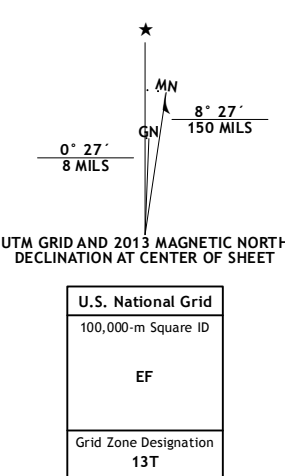 ★
MN
GN
8° 27´
150 MILS
0° 27´
8 MILS
UTM GRID AND 2013 MAGNETIC NORTH
DECLINATION AT CENTER OF SHEET
U.S. National Grid
100,000-m Square ID
EF
Grid Zone Designation
13T